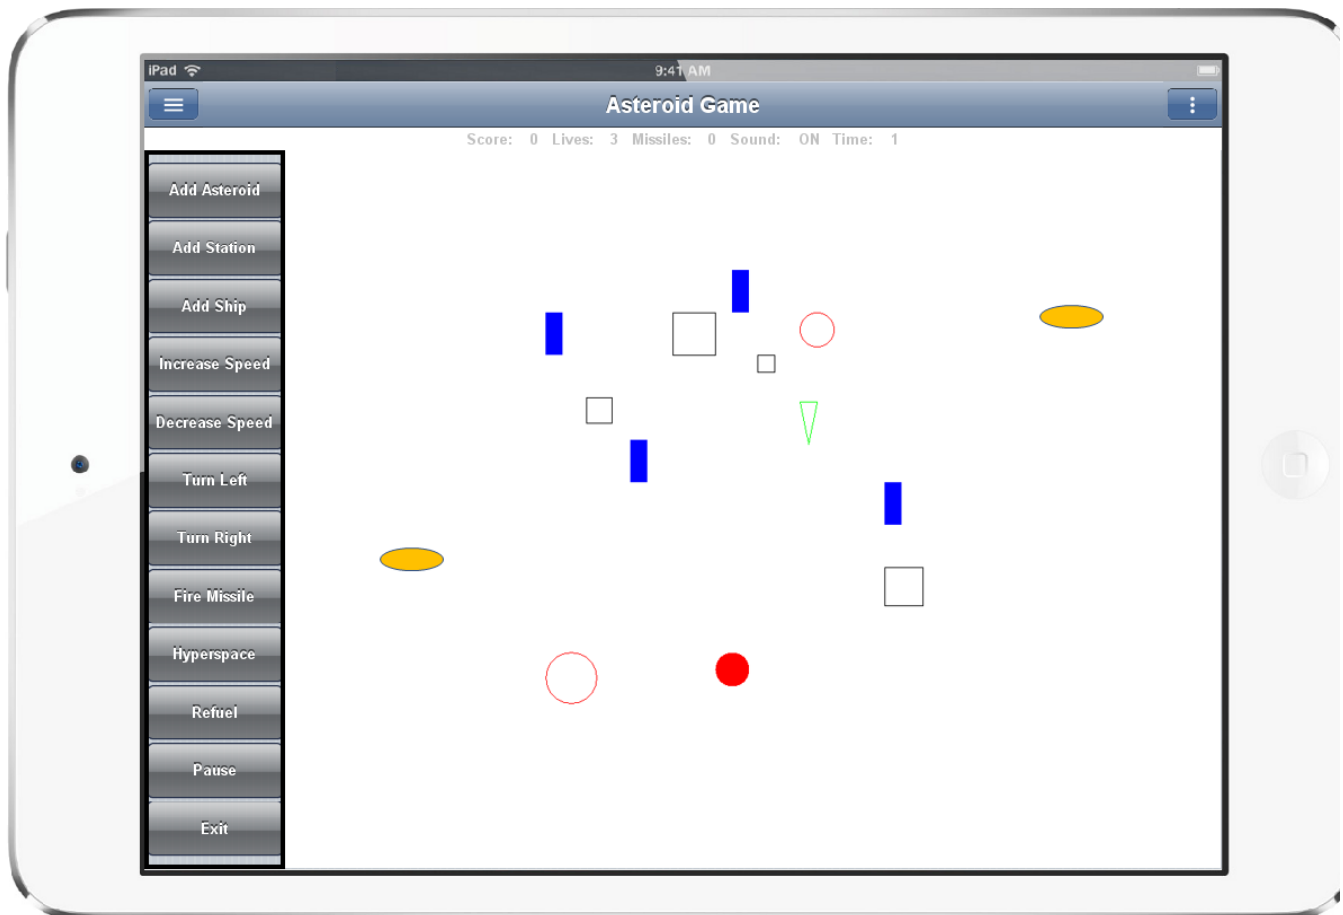 iPad 9:41 AM
Asteroid Game
Score: 0 Lives: 3 Missiles: 0 Sound: ON Time: 1
Add Asteroid
Add Station
Add Ship
Increase Speed
Decrease Speed
Turn Left
Turn Right
Fire Missile
Hyperspace
Refuel
Pause
Exit